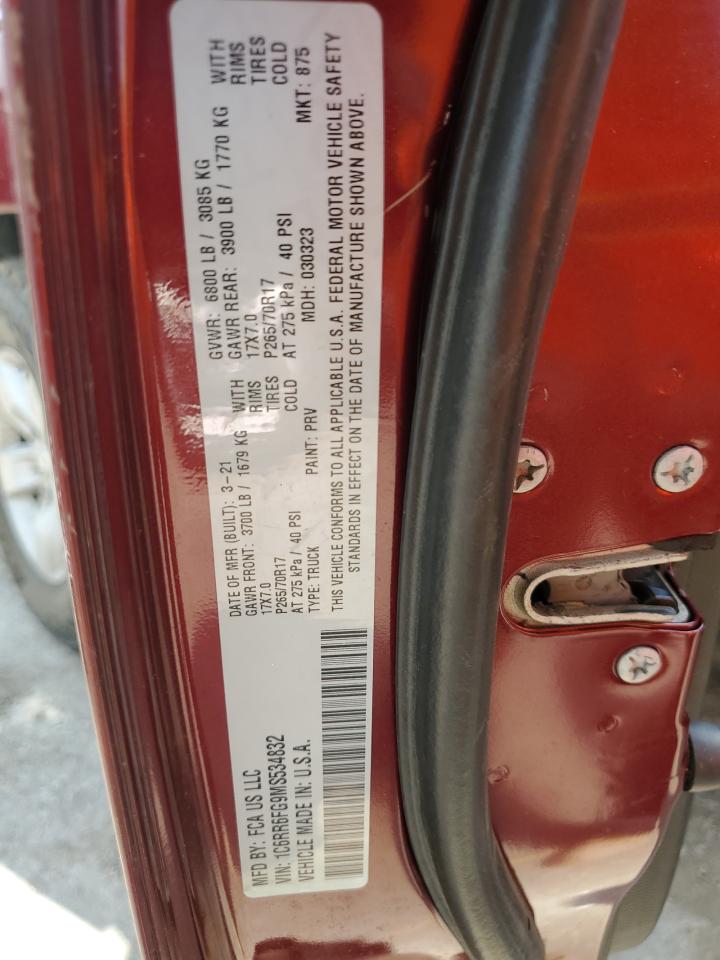 MFD BY: FCA US LLC
DATE OF MFR (BUILT): 3-21
GVWR: 6800 LB / 3085 KG
VIN: 1C6RR6FG9MS534832
GAWR FRONT: 3700 LB / 1679 KG WITH
GAWR REAR: 3900 LB / 1770 KG WITH
VEHICLE MADE IN: U.S.A.
17X7.0 RIMS
17X7.0 RIMS
P265/70R17 TIRES
P265/70R17 TIRES
AT 275 kPa / 40 PSI COLD
AT 275 kPa / 40 PSI COLD
TYPE: TRUCK PAINT: PRV MDH: 030323 MKT: 875
THIS VEHICLE CONFORMS TO ALL APPLICABLE U.S.A. FEDERAL MOTOR VEHICLE SAFETY
STANDARDS IN EFFECT ON THE DATE OF MANUFACTURE SHOWN ABOVE.